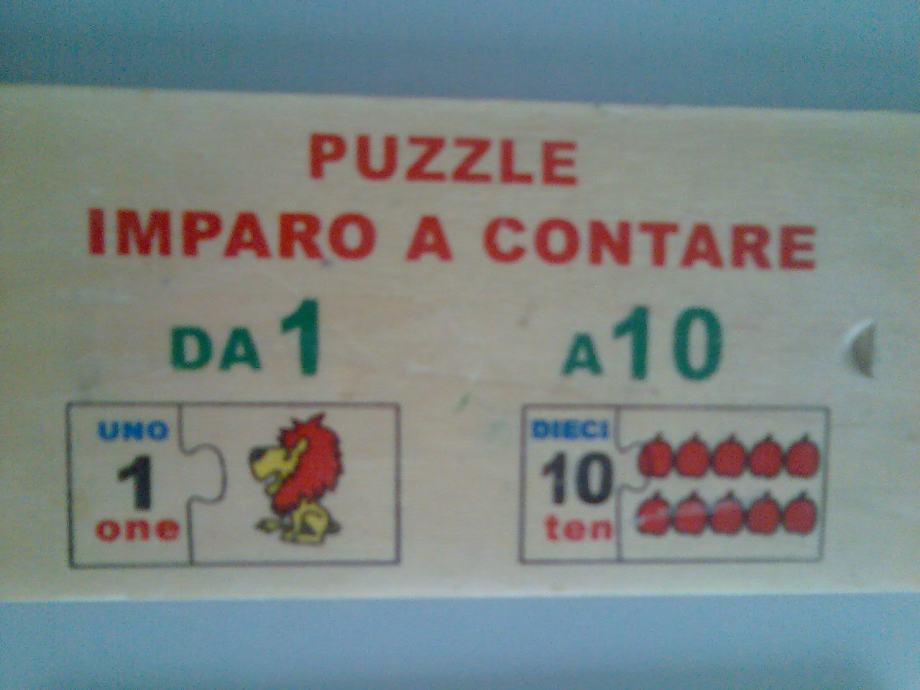 PUZZLE
IMPARO A CONTARE
DA 1 A 10
UNO
1
one
DIECI
10
ten